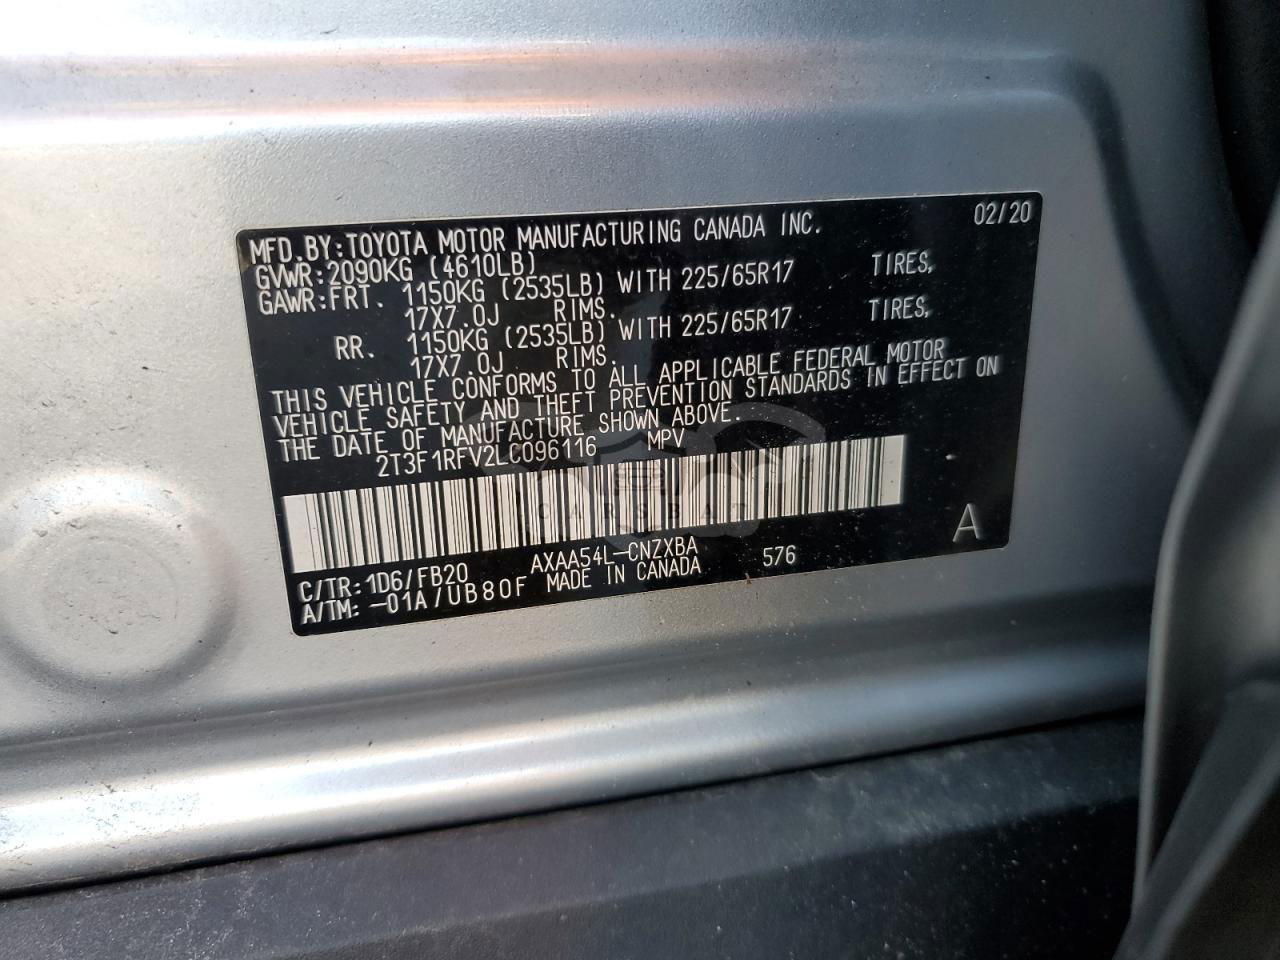 MFD.BY:TOYOTA MOTOR MANUFACTURING CANADA INC. 02/20
GVWR:2090KG (4610LB)
GAWR:FRT. 1150KG (2535LB) WITH 225/65R17 TIRES,
17X7.0J RIMS.
RR. 1150KG (2535LB) WITH 225/65R17 TIRES,
17X7.0J RIMS.
THIS VEHICLE CONFORMS TO ALL APPLICABLE FEDERAL MOTOR
VEHICLE SAFETY AND THEFT PREVENTION STANDARDS IN EFFECT ON
THE DATE OF MANUFACTURE SHOWN ABOVE.
2T3F1RFV2LC096116 MPV
CARSBAT
A
C/TR:1D6/FB20 AXAA54L-CNZXBA 576
A/TM:-01A/UB80F MADE IN CANADA